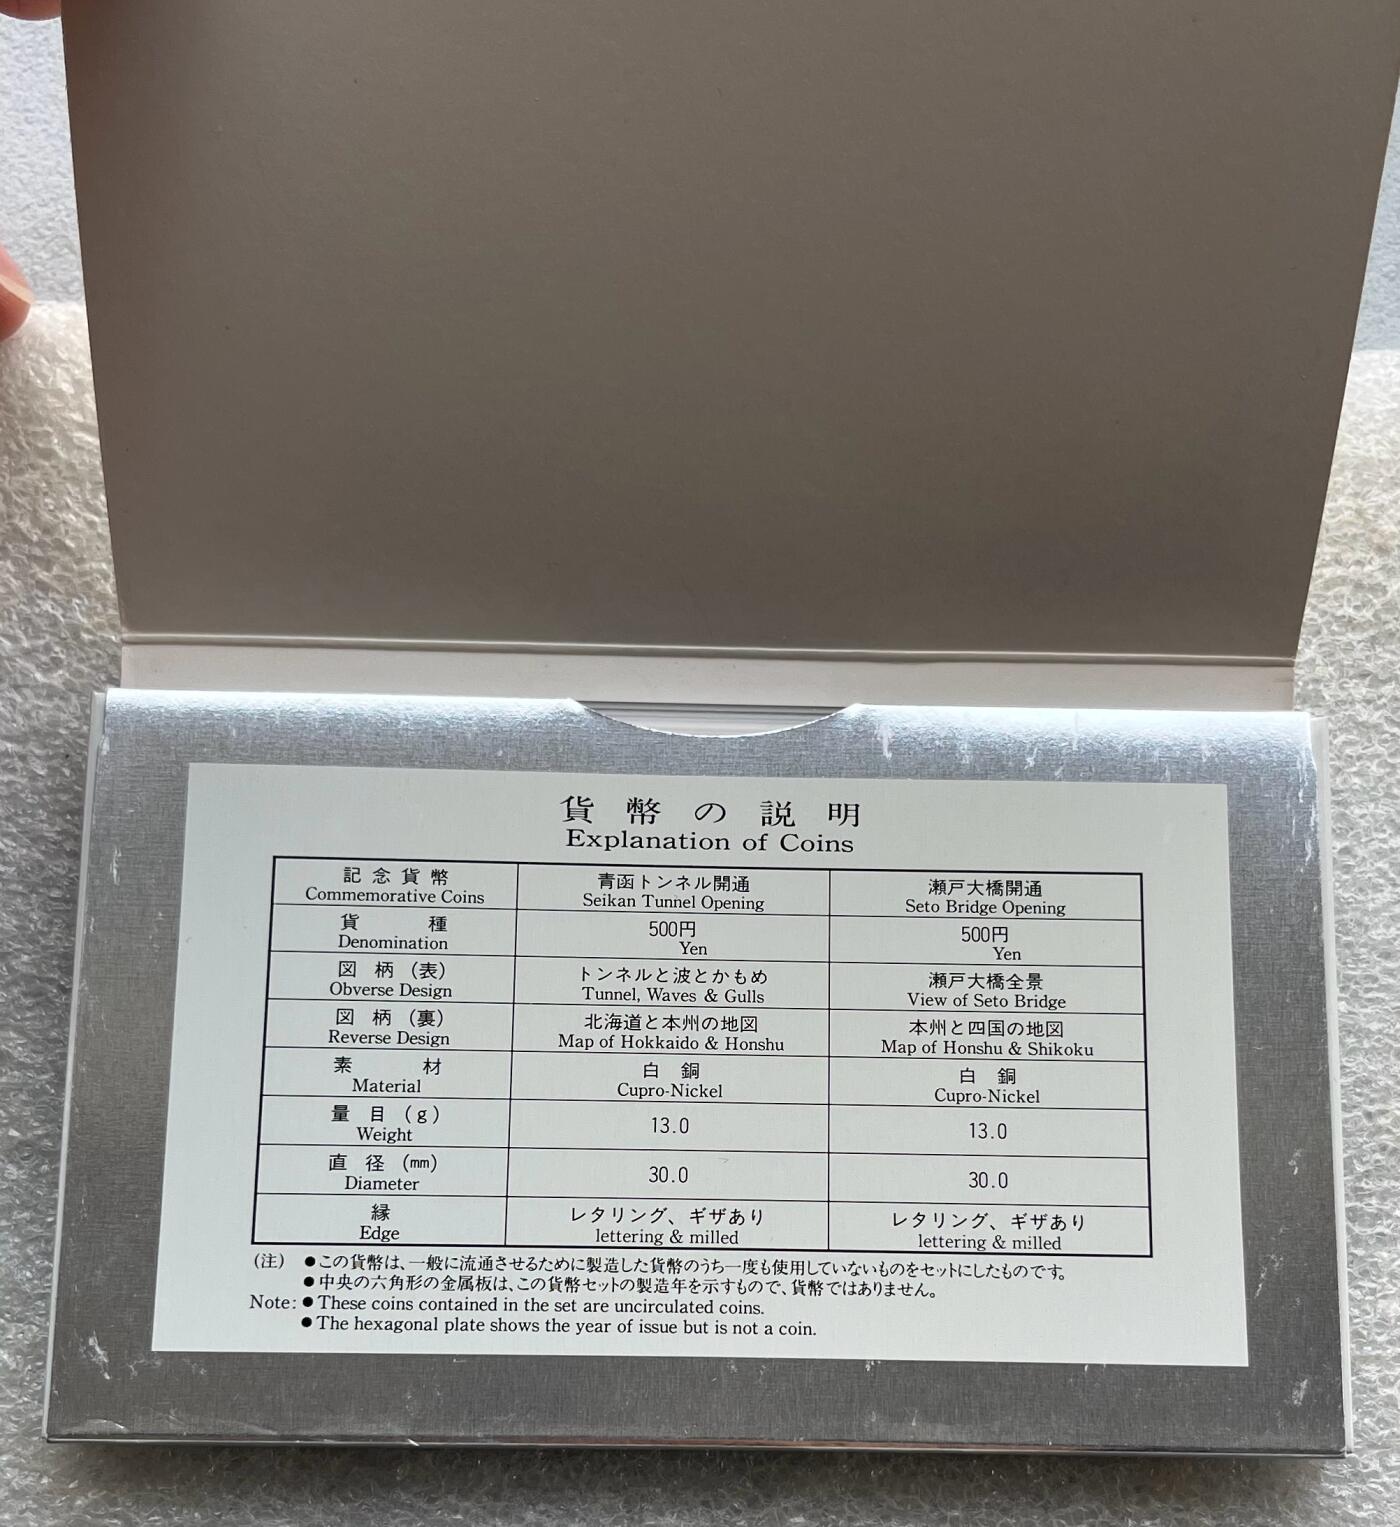 貨幣の説明
Explanation of Coins
記念貨幣 青函トンネル開通 瀬戸大橋開通
Commemorative Coins Seikan Tunnel Opening Seto Bridge Opening
貨種 500円 500円
Denomination Yen Yen
図柄（表） トンネルと波とかもめ 瀬戸大橋全景
Obverse Design Tunnel, Waves & Gulls View of Seto Bridge
図柄（裏） 北海道と本州の地図 本州と四国の地図
Reverse Design Map of Hokkaido & Honshu Map of Honshu & Shikoku
素材 白銅 白銅
Material Cupro-Nickel Cupro-Nickel
量目（g） 13.0 13.0
Weight
直径（mm） 30.0 30.0
Diameter
縁 レタリング、ギザあり レタリング、ギザあり
Edge lettering & milled lettering & milled
（注） ●この貨幣は、一般に流通させるために製造した貨幣のうち一度も使用していないものをセットにしたものです。
●中央の六角形の金属板は、この貨幣セットの製造年を示すもので、貨幣ではありません。
Note: ● These coins contained in the set are uncirculated coins.
● The hexagonal plate shows the year of issue but is not a coin.